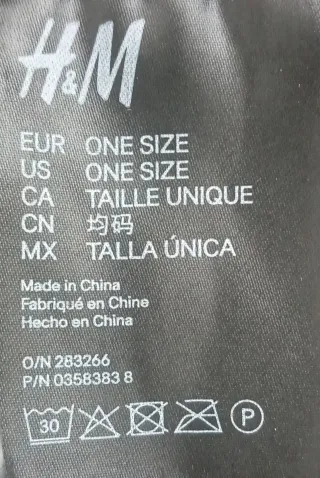 H&M
EUR ONE SIZE
US ONE SIZE
CA TAILLE UNIQUE
CN 均码
MX TALLA ÚNICA
Made in China
Fabriqué en Chine
Hecho en China
O/N 283266
P/N 0358383 8
30 P